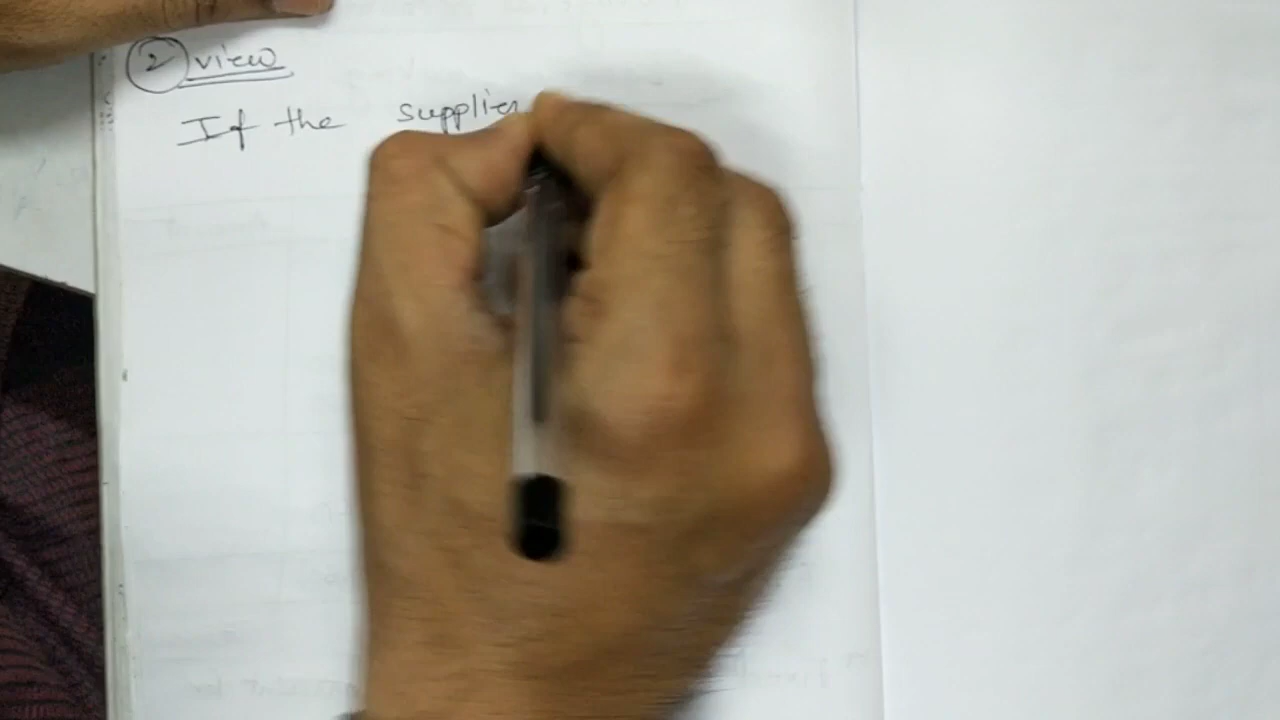 ② view
If the supplier